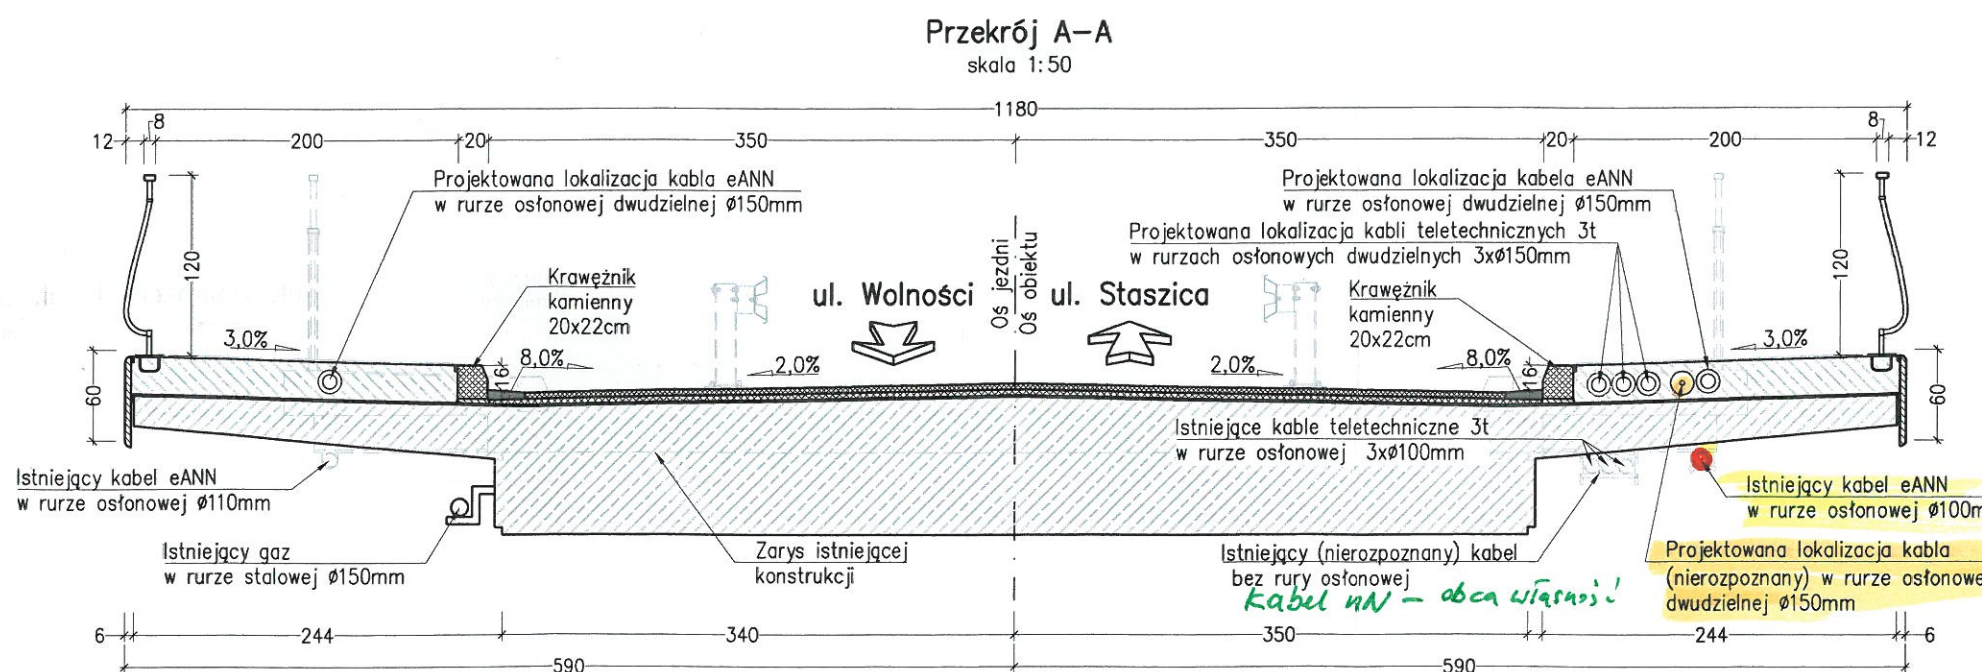 Przekrój A-A
skala 1:50
1180
12 8 200 20 350 350 20 200 8 12
Projektowana lokalizacja kabla eANN
w rurze osłonowej dwudzielnej ø150mm
Projektowana lokalizacja kabela eANN
w rurze osłonowej dwudzielnej ø150mm
Projektowana lokalizacja kabli teletechnicznych 3t
w rurzach osłonowych dwudzielnych 3xø150mm
120
120
Krawężnik
kamienny
20x22cm
ul. Wolności
Oś jezdni
Oś obiektu
ul. Staszica
Krawężnik
kamienny
20x22cm
3,0% 8,0% 2,0% 2,0% 8,0% 3,0%
16
16
60
60
Istniejące kable teletechniczne 3t
w rurze osłonowej 3xø100mm
Istniejący kabel eANN
w rurze osłonowej ø110mm
Istniejący kabel eANN
w rurze osłonowej ø100m
Istniejący gaz
w rurze stalowej ø150mm
Zarys istniejącej
konstrukcji
Istniejący (nierozpoznany) kabel
bez rury osłonowej
Kabel nN – obca własność
Projektowana lokalizacja kabla
(nierozpoznany) w rurze osłonowe
dwudzielnej ø150mm
6 244 340 350 244 6
590 590